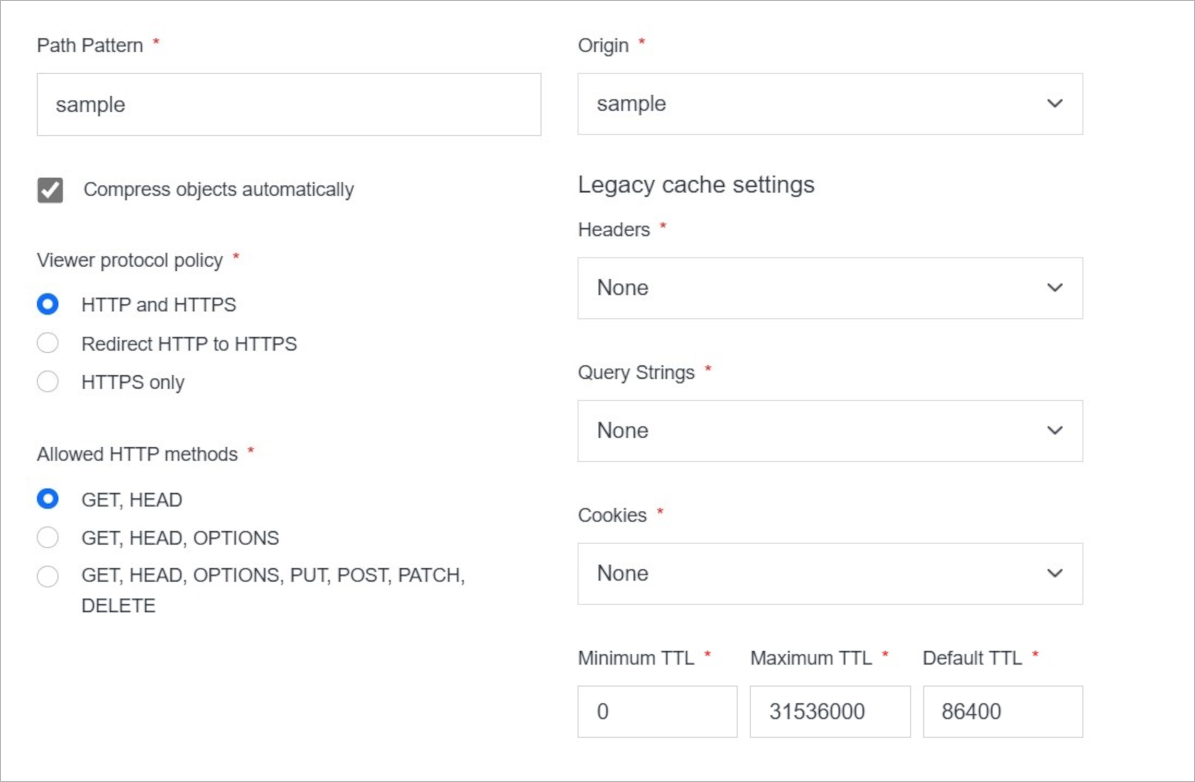 Path Pattern *
sample
Compress objects automatically
Viewer protocol policy *
HTTP and HTTPS
Redirect HTTP to HTTPS
HTTPS only
Allowed HTTP methods *
GET, HEAD
GET, HEAD, OPTIONS
GET, HEAD, OPTIONS, PUT, POST, PATCH,
DELETE
Origin *
sample
Legacy cache settings
Headers *
None
Query Strings *
None
Cookies *
None
Minimum TTL * Maximum TTL * Default TTL *
0 31536000 86400